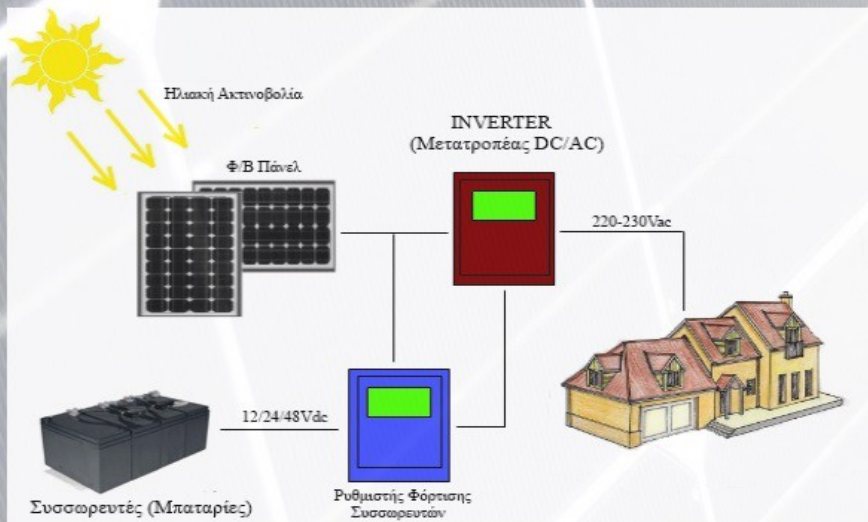 Ηλιακή Ακτινοβολία
INVERTER
(Μετατροπέας DC/AC)
Φ/Β Πάνελ
220-230Vac
12/24/48Vdc
Συσσωρευτές (Μπαταρίες)
Ρυθμιστής Φόρτισης
Συσσωρευτών